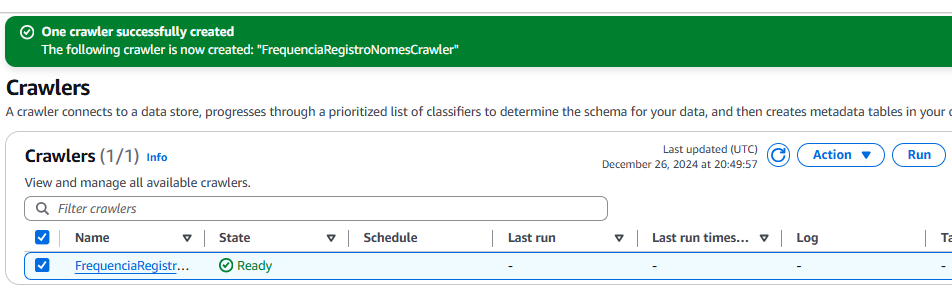 One crawler successfully created
The following crawler is now created: "FrequenciaRegistroNomesCrawler"
Crawlers
A crawler connects to a data store, progresses through a prioritized list of classifiers to determine the schema for your data, and then creates metadata tables in your
Crawlers (1/1) Info
Last updated (UTC)
December 26, 2024 at 20:49:57
Action
Run
View and manage all available crawlers.
Filter crawlers
Name State Schedule Last run Last run times... Log
FrequenciaRegistr... Ready - - - -